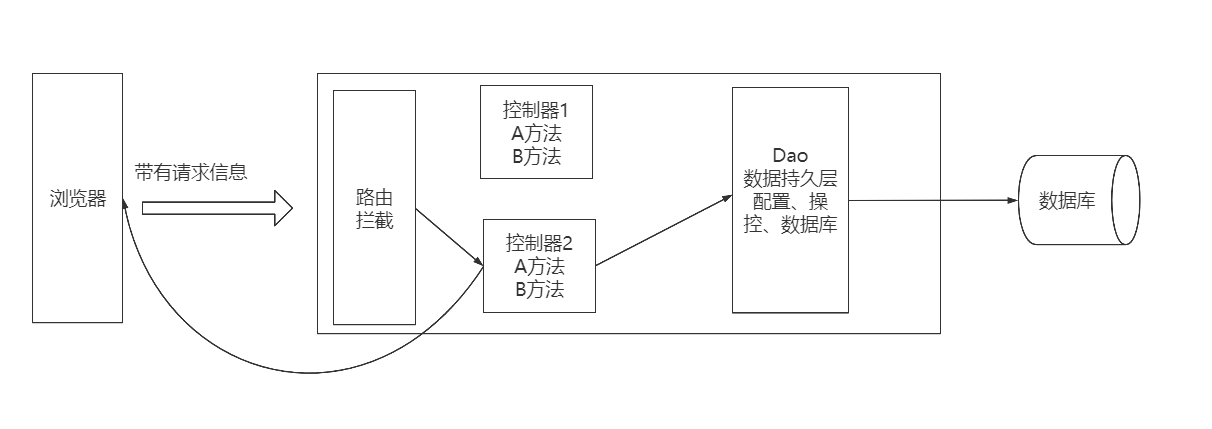 浏览器
带有请求信息
路由
拦截
控制器1
A方法
B方法
控制器2
A方法
B方法
Dao
数据持久层
配置、操
控、数据库
数据库